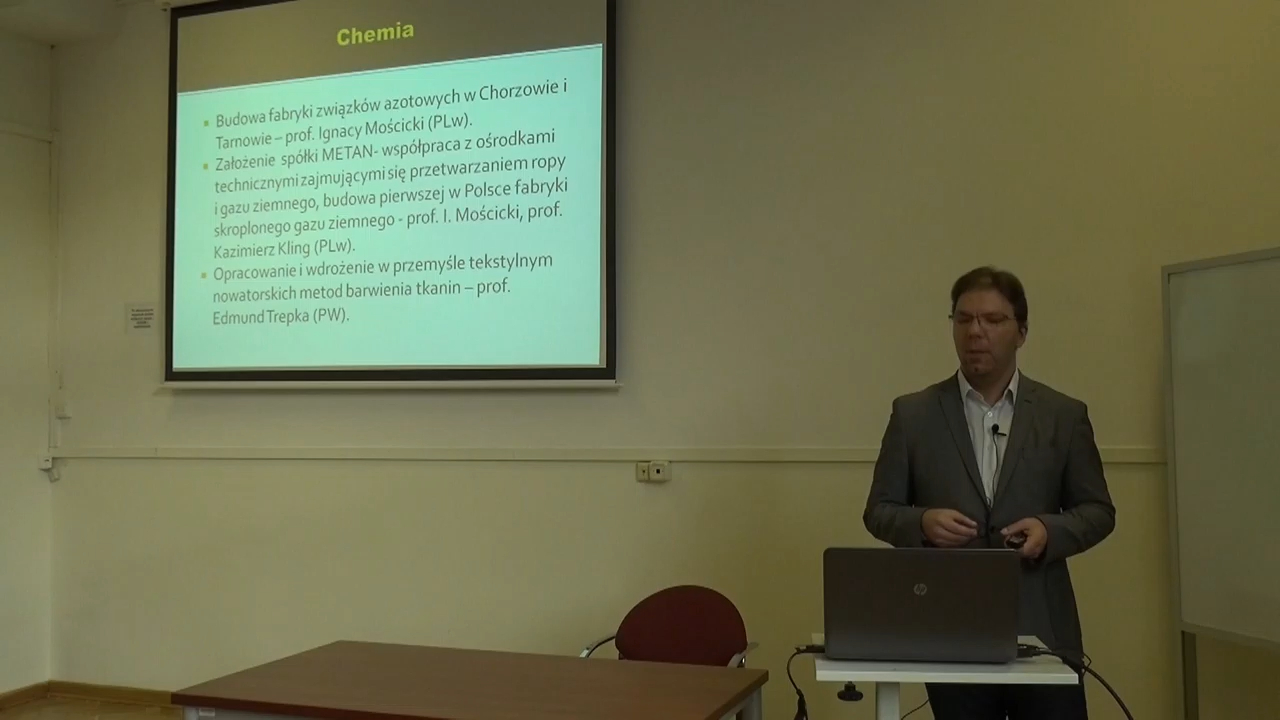 Chemia
Budowa fabryki związków azotowych w Chorzowie i
Tarnowie – prof. Ignacy Mościcki (PLw).
Założenie spółki METAN- współpraca z ośrodkami
technicznymi zajmującymi się przetwarzaniem ropy
i gazu ziemnego, budowa pierwszej w Polsce fabryki
skroplonego gazu ziemnego - prof. I. Mościcki, prof.
Kazimierz Kling (PLw).
Opracowanie i wdrożenie w przemyśle tekstylnym
nowatorskich metod barwienia tkanin – prof.
Edmund Trepka (PW).
hp